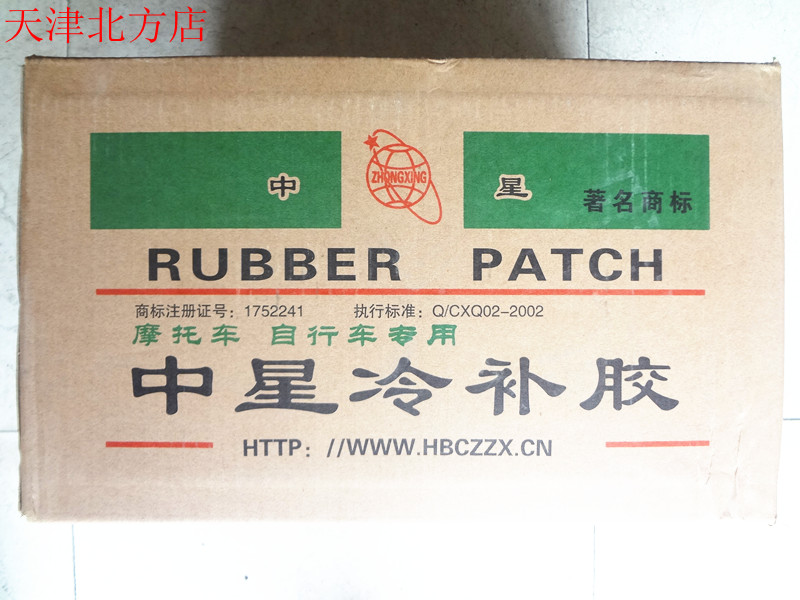 天津北方店
中 ZHONGXING 星 著名商标
RUBBER PATCH
商标注册证号：1752241 执行标准：Q/CXQ02-2002
摩托车 自行车专用
中星冷补胶
HTTP：//WWW.HBCZZX.CN